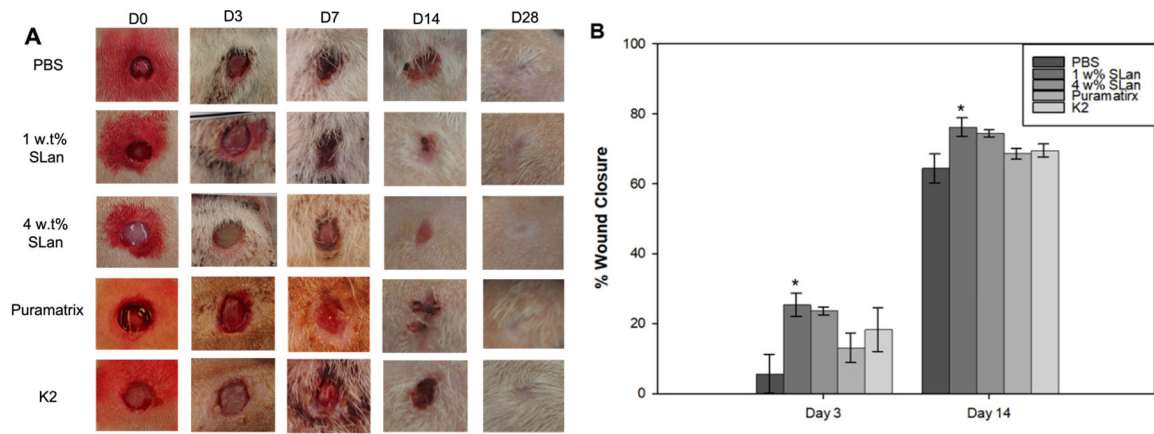 A
D0 D3 D7 D14 D28
PBS
1 w.t%
SLan
4 w.t%
SLan
Puramatrix
K2
B
100
80
60
40
20
0
% Wound Closure
PBS
1 w% SLan
4 w% SLan
Puramatirx
K2
*
*
Day 3 Day 14